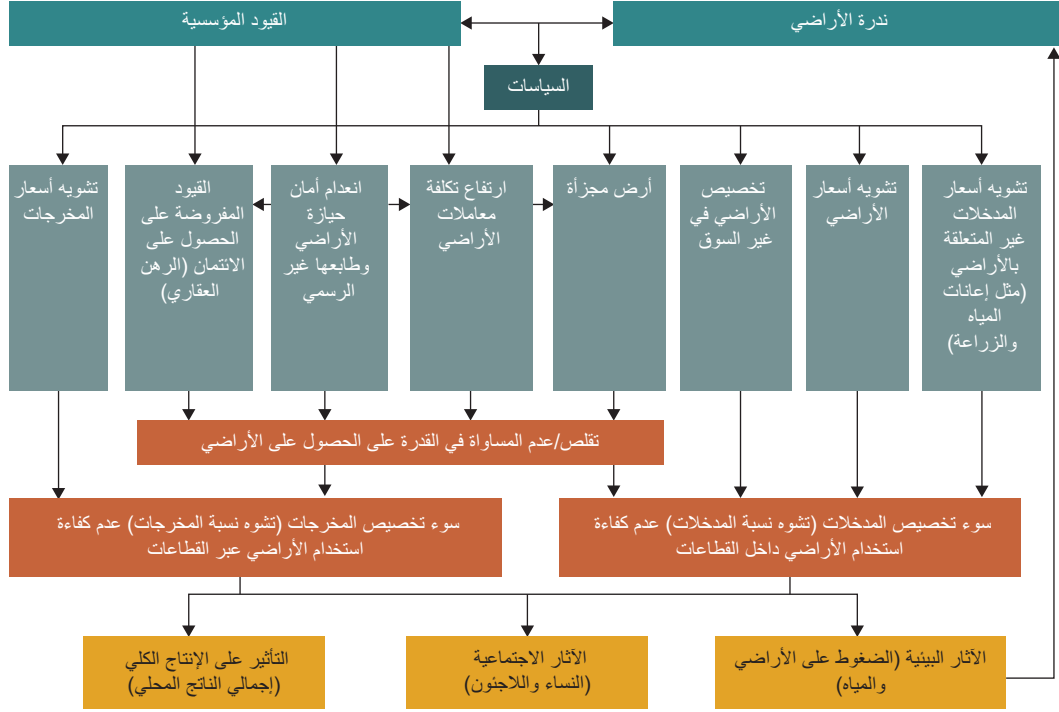 ندرة الأراضي
القيود المؤسسية
السياسات
تشويه أسعار
المدخلات
غير المتعلقة
بالأراضي
(مثل إعانات
المياه
والزراعة)
تشويه أسعار
الأراضي
تخصيص
الأراضي في
غير السوق
أرض مجزأة
ارتفاع تكلفة
معاملات
الأراضي
انعدام أمان
حيازة
الأراضي
وطابعها غير
الرسمي
القيود
المفروضة على
الحصول على
الائتمان (الرهن
العقاري)
تشويه أسعار
المخرجات
تقلص/عدم المساواة في القدرة على الحصول على الأراضي
سوء تخصيص المدخلات (تشوه نسبة المدخلات) عدم كفاءة
استخدام الأراضي داخل القطاعات
سوء تخصيص المخرجات (تشوه نسبة المخرجات) عدم كفاءة
استخدام الأراضي عبر القطاعات
الآثار البيئية (الضغوط على الأراضي
والمياه)
الآثار الاجتماعية
(النساء واللاجئون)
التأثير على الإنتاج الكلي
(إجمالي الناتج المحلي)